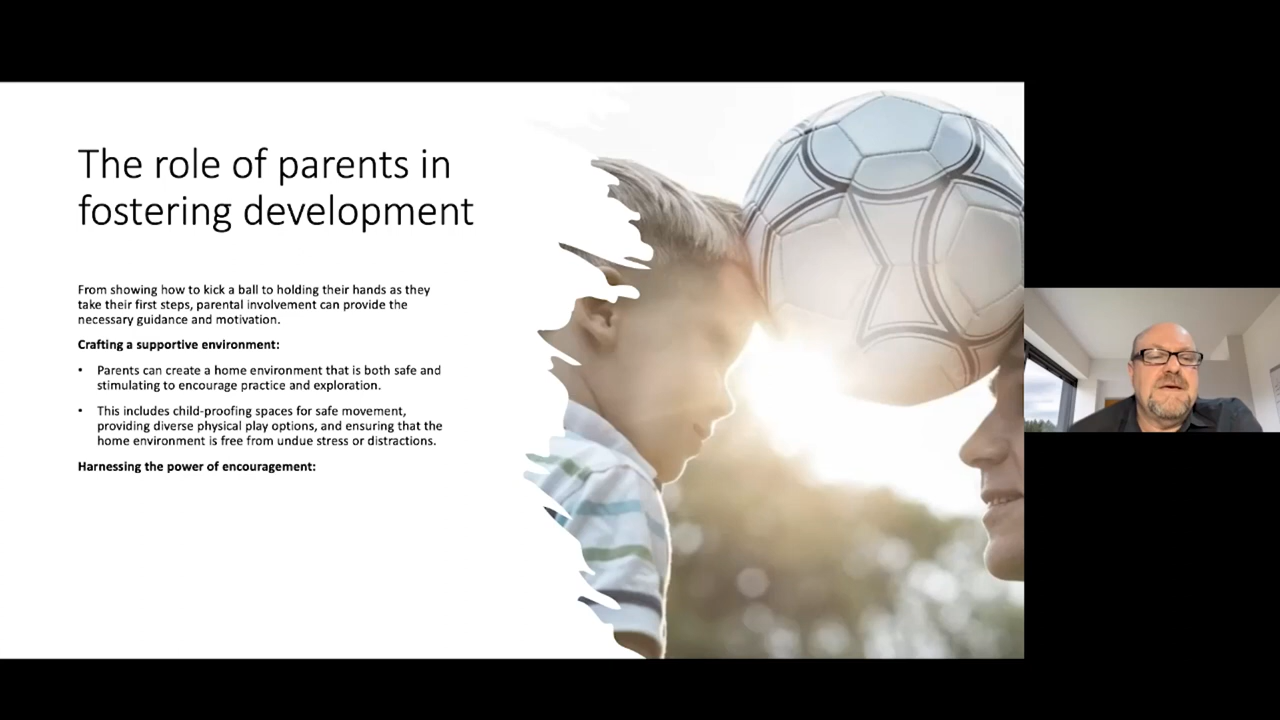 The role of parents in
fostering development
From showing how to kick a ball to holding their hands as they
take their first steps, parental involvement can provide the
necessary guidance and motivation.
Crafting a supportive environment:
• Parents can create a home environment that is both safe and
stimulating to encourage practice and exploration.
• This includes child-proofing spaces for safe movement,
providing diverse physical play options, and ensuring that the
home environment is free from undue stress or distractions.
Harnessing the power of encouragement: